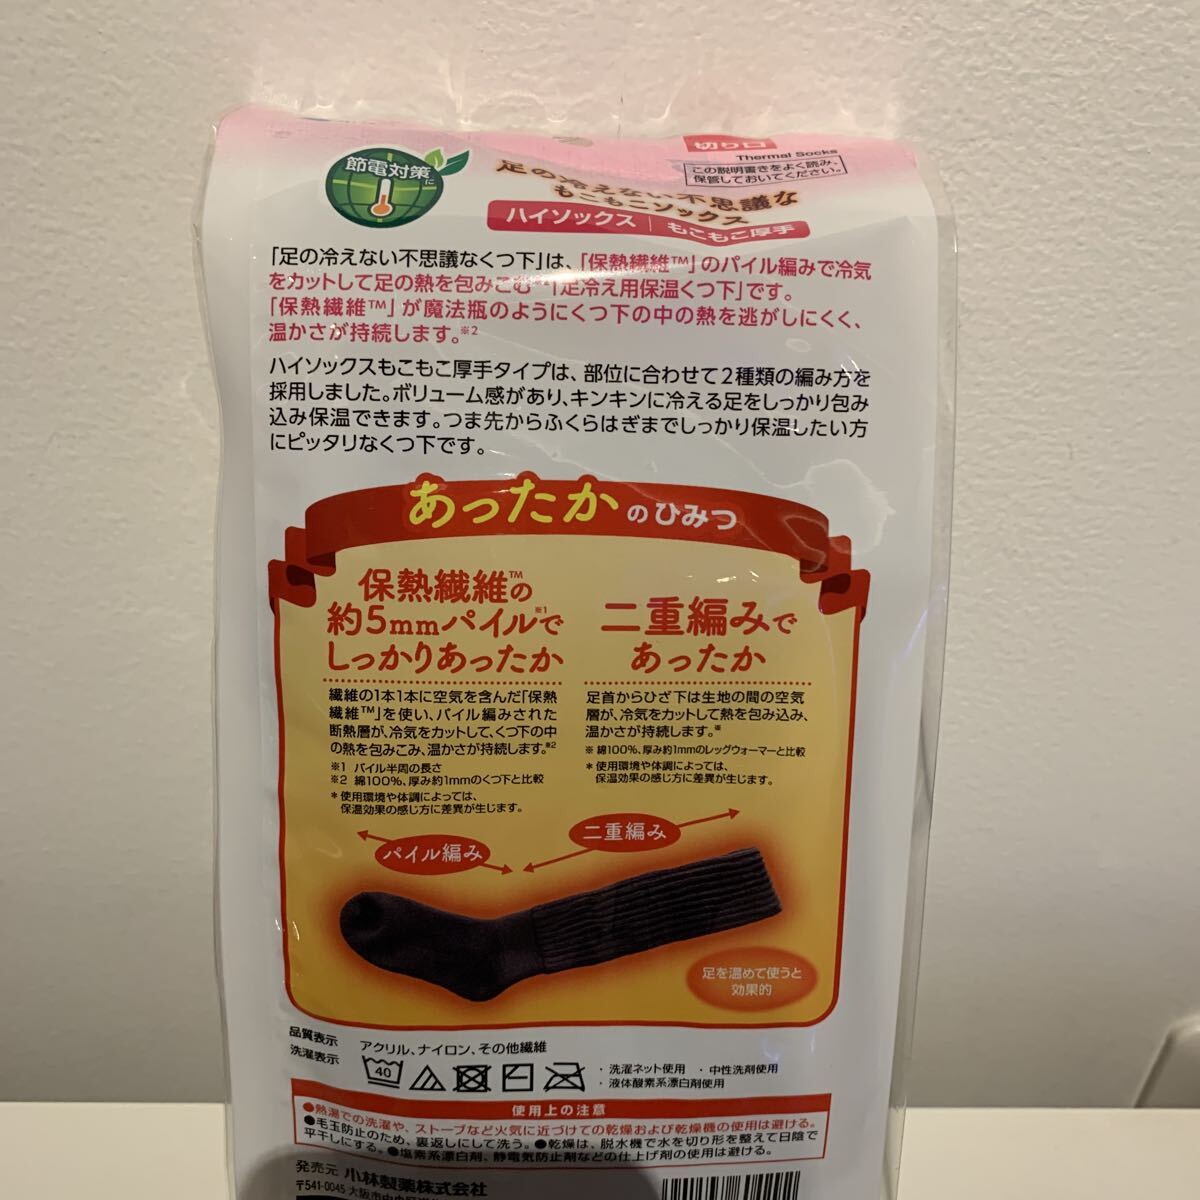 切り口
Thermal Socks
この説明書きをよく読み、
保管しておいてください。
節電対策に
足の冷えない不思議な
もこもこソックス
ハイソックス もこもこ厚手
「足の冷えない不思議なくつ下」は、「保熱繊維™」のパイル編みで冷気
をカットして足の熱を包みこむ※2「足冷え用保温くつ下」です。
「保熱繊維™」が魔法瓶のようにくつ下の中の熱を逃がしにくく、
温かさが持続します。※2
ハイソックスもこもこ厚手タイプは、部位に合わせて2種類の編み方を
採用しました。ボリューム感があり、キンキンに冷える足をしっかり包み
込み保温できます。つま先からふくらはぎまでしっかり保温したい方
にピッタリなくつ下です。
あったかのひみつ
保熱繊維™の
約5mmパイル※1で
しっかりあったか
繊維の1本1本に空気を含んだ「保熱
繊維™」を使い、パイル編みされた
断熱層が、冷気をカットして、くつ下の中
の熱を包みこみ、温かさが持続します。※2
※1 パイル半周の長さ
※2 綿100%、厚み約1mmのくつ下と比較
＊使用環境や体調によっては、
保温効果の感じ方に差異が生じます。
二重編みで
あったか
足首からひざ下は生地の間の空気
層が、冷気をカットして熱を包み込み、
温かさが持続します。※
※ 綿100%、厚み約1mmのレッグウォーマーと比較
＊使用環境や体調によっては、
保温効果の感じ方に差異が生じます。
パイル編み
二重編み
足を温めて使うと
効果的
品質表示 アクリル、ナイロン、その他繊維
洗濯表示
40
・洗濯ネット使用 ・中性洗剤使用
・液体酸素系漂白剤使用
使用上の注意
●熱湯での洗濯や、ストーブなど火気に近づけての乾燥および乾燥機の使用は避ける。
●毛玉防止のため、裏返しにして洗う。●乾燥は、脱水機で水を切り形を整えて日陰で
平干しにする。●塩素系漂白剤、静電気防止剤などの仕上げ剤の使用は避ける。
発売元 小林製薬株式会社
〒541-0045